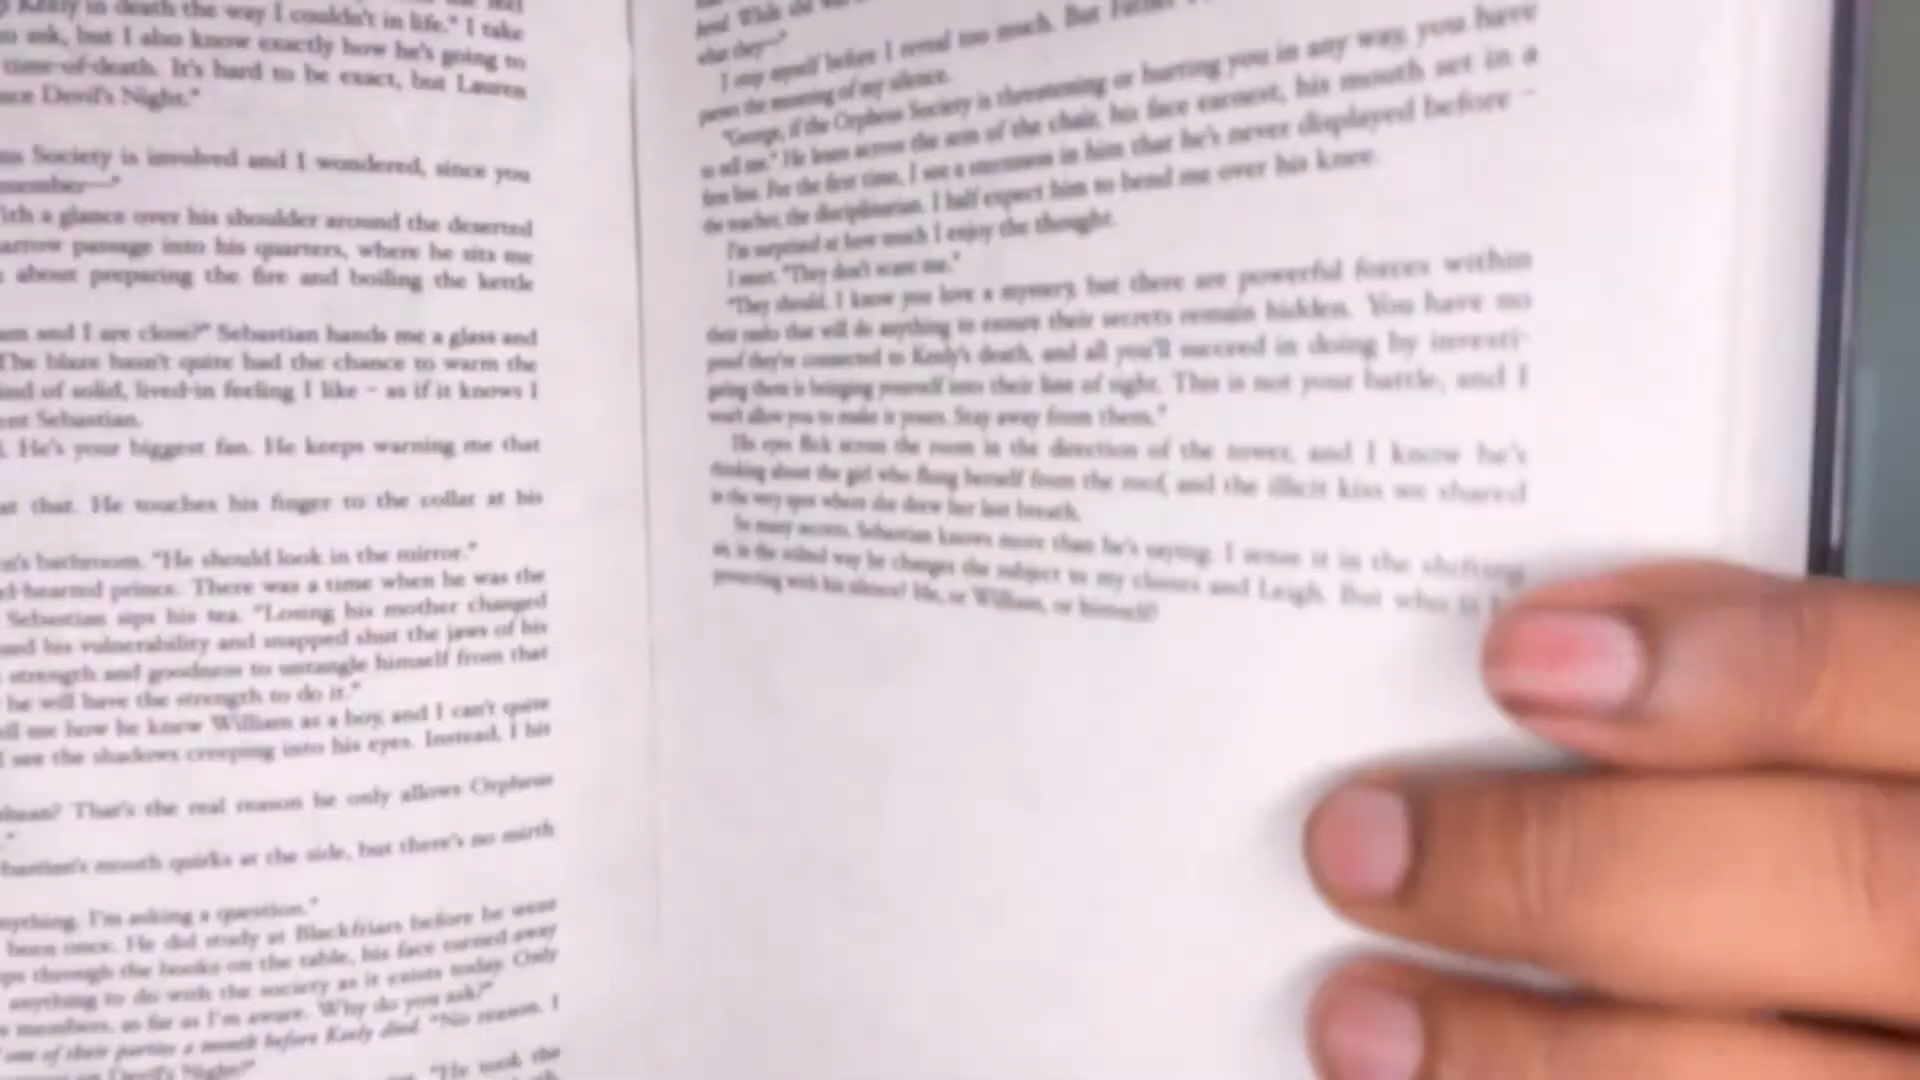 Keely in death the way I couldn't in life." I take
to ask, but I also know exactly how he's going to
time-of-death. It's hard to be exact, but Lauren
Devil's Night."
Society is involved and I wondered, since you
member—"
With a glance over his shoulder around the deserted
narrow passage into his quarters, where he sits me
about preparing the fire and boiling the kettle
and I are close?" Sebastian hands me a glass and
The blaze hasn't quite had the chance to warm the
kind of solid, lived-in feeling I like – as if it knows I
Sebastian.
He's your biggest fan. He keeps warning me that
at that. He touches his finger to the collar at his
bathroom. "He should look in the mirror."
prince. There was a time when he was the
Sebastian sips his tea. "Losing his mother changed
his vulnerability and snapped shut the jaws of his
strength and goodness to untangle himself from that
he will have the strength to do it."
tell me how he knew William as a boy, and I can't quite
I see the shadows creeping into his eyes. Instead, I
That's the real reason he only allows Orpheus
"
mouth quirks at the side, but there's no mirth
anything. I'm asking a question."
been once. He did study at Blackfriars before he went
through the books on the table, his face turned away
anything to do with the society as it exists today. Only
members, so far as I'm aware. Why do you ask?"
one of their parties a month before Keely died. "No reason. I
Devil's Night?"
"He took the
While she
what they—"
I stop myself before I reveal too much. But Father
the meaning of my silence.
"George, if the Orpheus Society is threatening or hurting you in any way, you have
to tell me." He leans across the arm of the chair, his face earnest, his mouth set in a
firm line. For the first time, I see a sternness in him that he's never displayed before –
the teacher, the disciplinarian. I half expect him to bend me over his knee.
I'm surprised at how much I enjoy the thought.
I snort. "They don't scare me."
"They should. I know you love a mystery, but there are powerful forces within
their ranks that will do anything to ensure their secrets remain hidden. You have no
proof they're connected to Keely's death, and all you'll succeed in doing by investi-
gating them is bringing yourself into their line of sight. This is not your battle, and I
won't allow you to make it yours. Stay away from them."
His eyes flick across the room in the direction of the tower, and I know he's
thinking about the girl who flung herself from the roof, and the illicit kiss we shared
in the very spot where she drew her last breath.
So many secrets. Sebastian knows more than he's saying. I sense it in the shifting
in the way he changes the subject to my classes and Leigh. But who is
protecting with his silence? Me, or William, or himself?